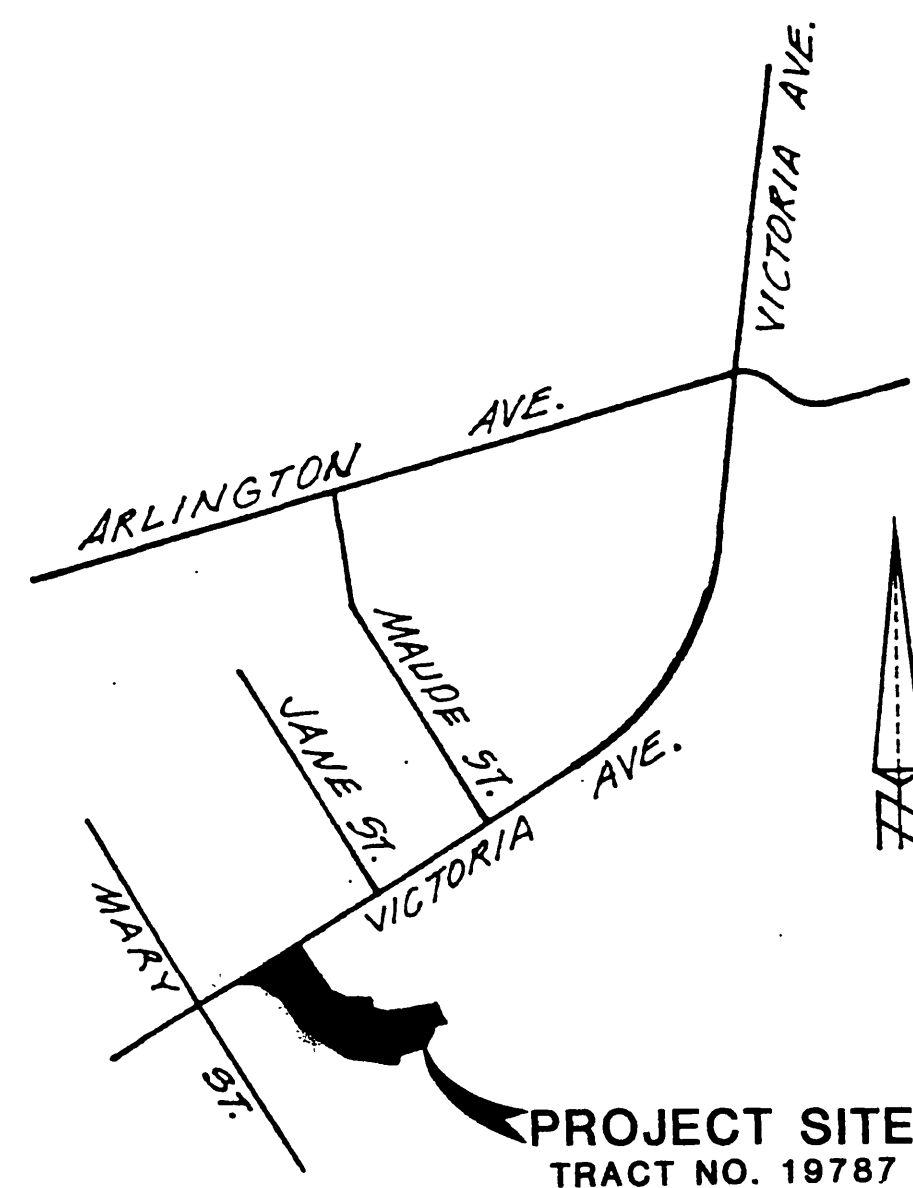 VICTORIA AVE.
ARLINGTON AVE.
MAUDE ST.
JANE ST.
VICTORIA AVE.
MARY ST.
PROJECT SITE
TRACT NO. 19787